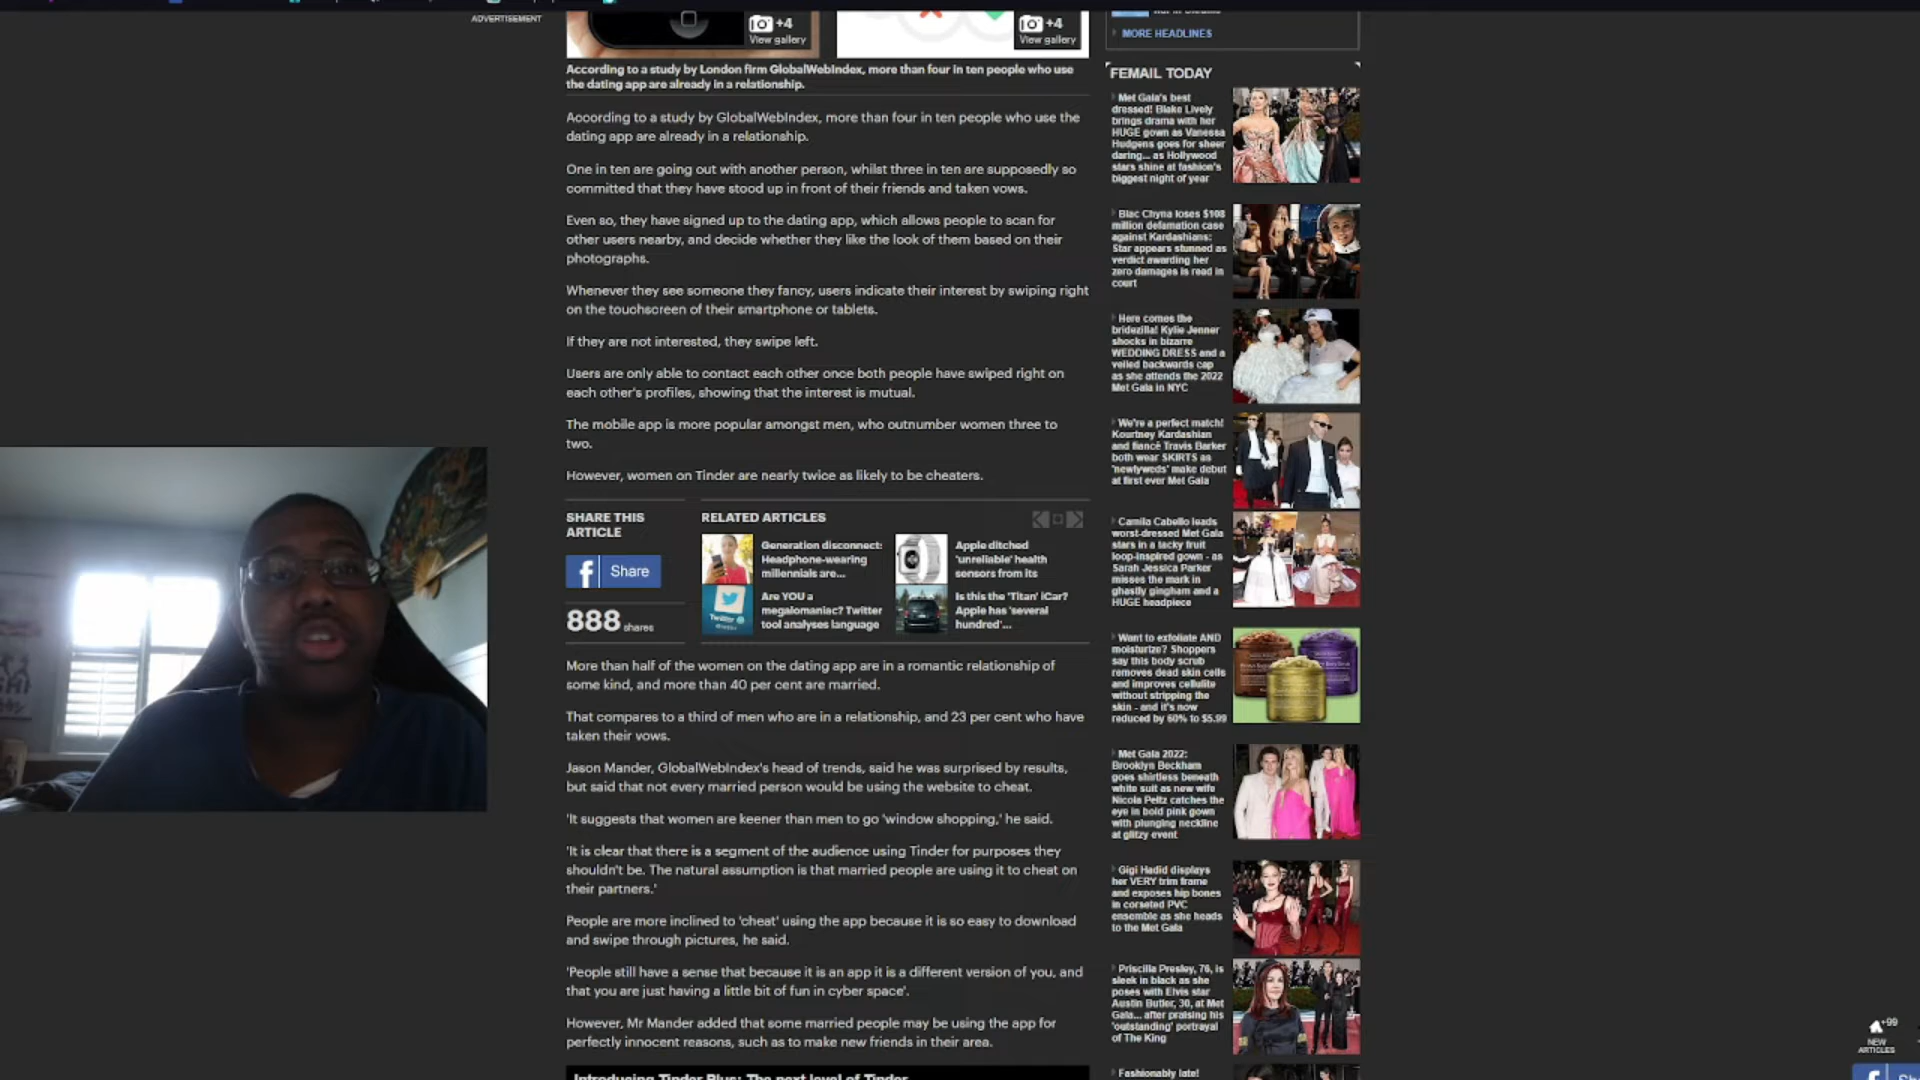 ADVERTISEMENT
+4
View gallery
+4
View gallery
According to a study by London firm GlobalWebIndex, more than four in ten people who use
the dating app are already in a relationship.
According to a study by GlobalWebIndex, more than four in ten people who use the
dating app are already in a relationship.
One in ten are going out with another person, whilst three in ten are supposedly so
committed that they have stood up in front of their friends and taken vows.
Even so, they have signed up to the dating app, which allows people to scan for
other users nearby, and decide whether they like the look of them based on their
photographs.
Whenever they see someone they fancy, users indicate their interest by swiping right
on the touchscreen of their smartphone or tablets.
If they are not interested, they swipe left.
Users are only able to contact each other once both people have swiped right on
each other's profiles, showing that the interest is mutual.
The mobile app is more popular amongst men, who outnumber women three to
two.
However, women on Tinder are nearly twice as likely to be cheaters.
SHARE THIS
ARTICLE
f Share
888 shares
RELATED ARTICLES
Generation disconnect:
Headphone-wearing
millennials are...
Apple ditched
'unreliable' health
sensors from its
Are YOU a
megalomaniac? Twitter
tool analyses language
Is this the 'Titan' iCar?
Apple has 'several
hundred'...
More than half of the women on the dating app are in a romantic relationship of
some kind, and more than 40 per cent are married.
That compares to a third of men who are in a relationship, and 23 per cent who have
taken their vows.
Jason Mander, GlobalWebIndex's head of trends, said he was surprised by results,
but said that not every married person would be using the website to cheat.
'It suggests that women are keener than men to go 'window shopping,' he said.
'It is clear that there is a segment of the audience using Tinder for purposes they
shouldn't be. The natural assumption is that married people are using it to cheat on
their partners.'
People are more inclined to 'cheat' using the app because it is so easy to download
and swipe through pictures, he said.
'People still have a sense that because it is an app it is a different version of you, and
that you are just having a little bit of fun in cyber space'.
However, Mr Mander added that some married people may be using the app for
perfectly innocent reasons, such as to make new friends in their area.
Introducing Tinder Plus: The next level of Tinder
MORE HEADLINES
FEMAIL TODAY
Met Gala's best
dressed! Blake Lively
brings drama with her
HUGE gown as Vanessa
Hudgens goes for sheer
daring... as Hollywood
stars shine at fashion's
biggest night of year
Blac Chyna loses $108
million defamation case
against Kardashians:
Star appears stunned as
verdict awarding her
zero damages is read in
court
Here comes the
bridezilla! Kylie Jenner
shocks in bizarre
WEDDING DRESS and a
veiled backwards cap
as she attends the 2022
Met Gala in NYC
We're a perfect match!
Kourtney Kardashian
and fiancé Travis Barker
both wear SKIRTS as
'newlyweds' make debut
at first ever Met Gala
Camila Cabello leads
worst-dressed Met Gala
stars in a tacky fruit
loop-inspired gown - as
Sarah Jessica Parker
misses the mark in
ghastly gingham and a
HUGE headpiece
Want to exfoliate AND
moisturize? Shoppers
say this body scrub
removes dead skin cells
and improves cellulite
without stripping the
skin - and it's now
reduced by 60% to $5.99
Met Gala 2022:
Brooklyn Beckham
goes shirtless beneath
white suit as new wife
Nicola Peltz catches the
eye in bold pink gown
with plunging neckline
at glitzy event
Gigi Hadid displays
her VERY trim frame
and exposes hip bones
in corseted PVC
ensemble as she heads
to the Met Gala
Priscilla Presley, 76, is
sleek in black as she
poses with Elvis star
Austin Butler, 30, at Met
Gala... after praising his
'outstanding' portrayal
of The King
Fashionably late!
+99
NEW
ARTICLES
f